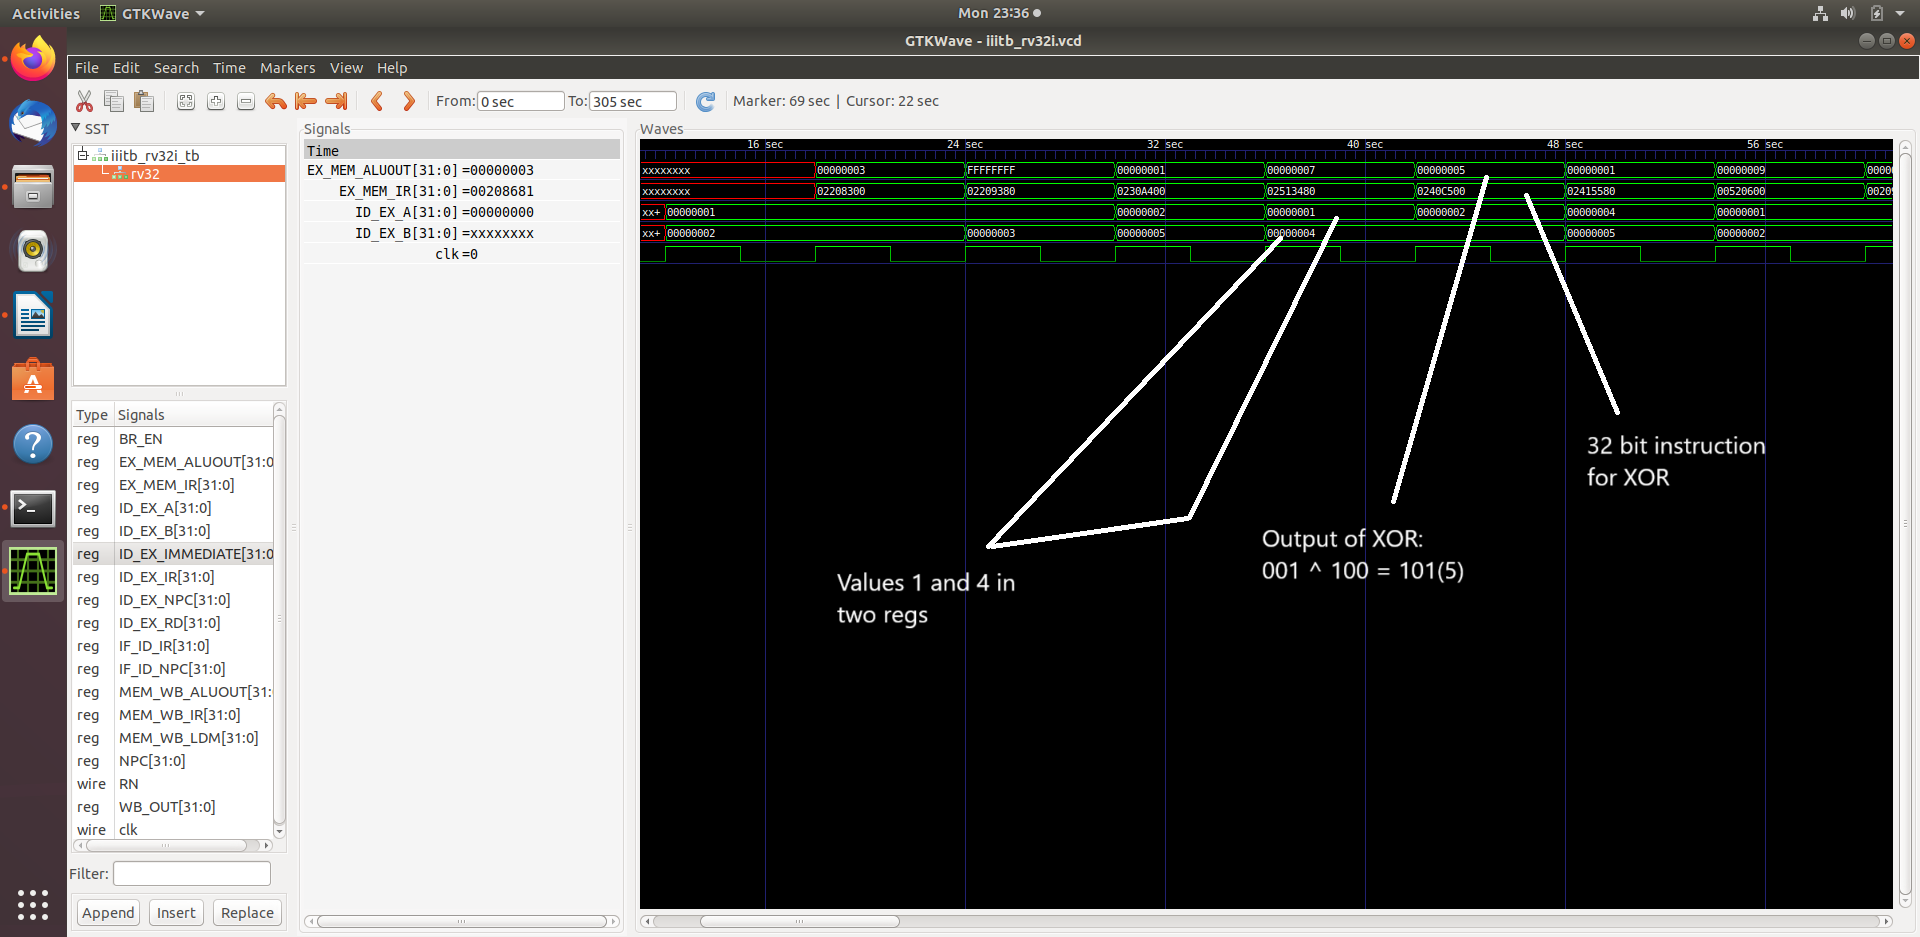 Activities GTKWave Mon 23:36
GTKWave - iiitb_rv32i.vcd
File Edit Search Time Markers View Help
From: 0 sec To: 305 sec Marker: 69 sec | Cursor: 22 sec
SST
iiitb_rv32i_tb
rv32
Type Signals
reg BR_EN
reg EX_MEM_ALUOUT[31:0
reg EX_MEM_IR[31:0]
reg ID_EX_A[31:0]
reg ID_EX_B[31:0]
reg ID_EX_IMMEDIATE[31:0
reg ID_EX_IR[31:0]
reg ID_EX_NPC[31:0]
reg ID_EX_RD[31:0]
reg IF_ID_IR[31:0]
reg IF_ID_NPC[31:0]
reg MEM_WB_ALUOUT[31:
reg MEM_WB_IR[31:0]
reg MEM_WB_LDM[31:0]
reg NPC[31:0]
wire RN
reg WB_OUT[31:0]
wire clk
Filter:
Append Insert Replace
Signals
Time
EX_MEM_ALUOUT[31:0] =00000003
EX_MEM_IR[31:0] =00208681
ID_EX_A[31:0] =00000000
ID_EX_B[31:0] =xxxxxxxx
clk =0
Waves
16 sec 24 sec 32 sec 40 sec 48 sec 56 sec
xxxxxxxx 00000003 FFFFFFFF 00000001 00000007 00000005 00000001 00000009 0000
xxxxxxxx 02208300 02209380 0230A400 02513480 0240C500 02415580 00520600 0020
xx+ 00000001 00000002 00000001 00000002 00000004 00000001
xx+ 00000002 00000003 00000005 00000004 00000005 00000002
32 bit instruction
for XOR
Output of XOR:
001 ^ 100 = 101(5)
Values 1 and 4 in
two regs